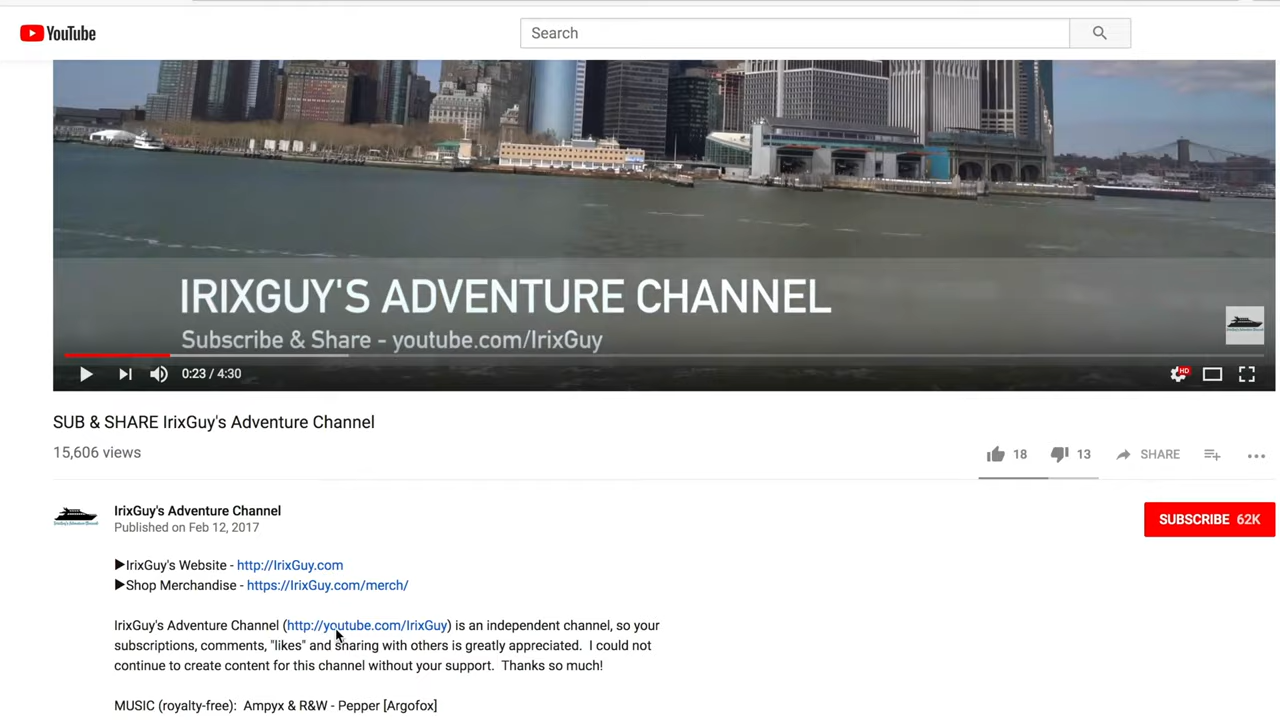 YouTube
Search
IRIXGUY'S ADVENTURE CHANNEL
Subscribe & Share - youtube.com/IrixGuy
0:23 / 4:30
HD
SUB & SHARE IrixGuy's Adventure Channel
15,606 views
18
13
SHARE
IrixGuy's Adventure Channel
Published on Feb 12, 2017
SUBSCRIBE 62K
▶IrixGuy's Website - http://IrixGuy.com
▶Shop Merchandise - https://IrixGuy.com/merch/
IrixGuy's Adventure Channel (http://youtube.com/IrixGuy) is an independent channel, so your
subscriptions, comments, "likes" and sharing with others is greatly appreciated.  I could not
continue to create content for this channel without your support.  Thanks so much!
MUSIC (royalty-free):  Ampyx & R&W - Pepper [Argofox]